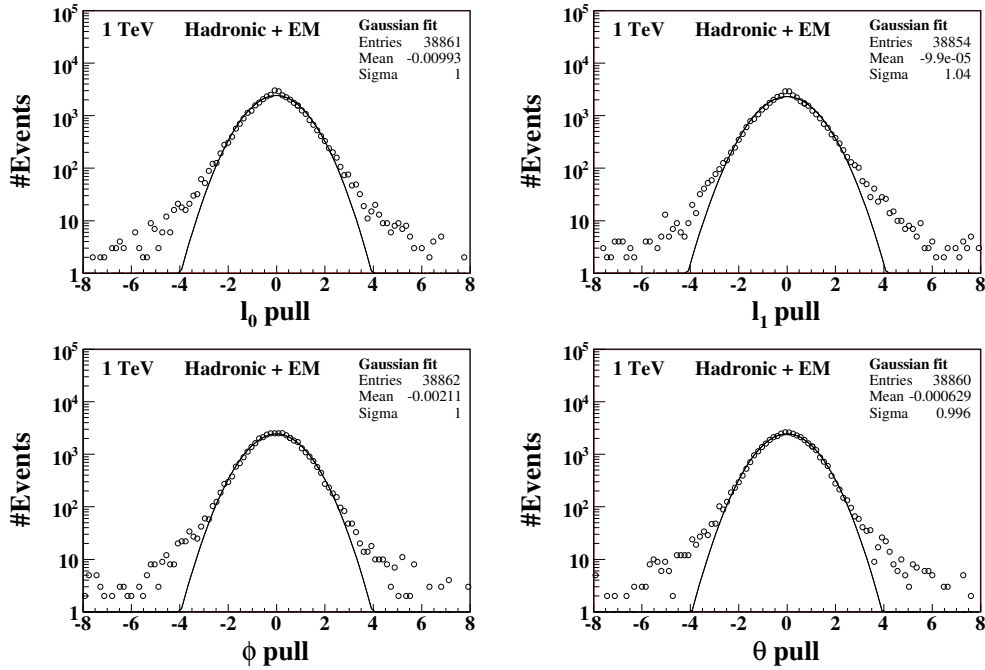 1 TeV Hadronic + EM
Gaussian fit
Entries 38861
Mean -0.00993
Sigma 1
#Events
10^5
10^4
10^3
10^2
10
1
-8 -6 -4 -2 0 2 4 6 8
l_0 pull
1 TeV Hadronic + EM
Gaussian fit
Entries 38854
Mean -9.9e-05
Sigma 1.04
#Events
10^5
10^4
10^3
10^2
10
1
-8 -6 -4 -2 0 2 4 6 8
l_1 pull
1 TeV Hadronic + EM
Gaussian fit
Entries 38862
Mean -0.00211
Sigma 1
#Events
10^5
10^4
10^3
10^2
10
1
-8 -6 -4 -2 0 2 4 6 8
ϕ pull
1 TeV Hadronic + EM
Gaussian fit
Entries 38860
Mean -0.000629
Sigma 0.996
#Events
10^5
10^4
10^3
10^2
10
1
-8 -6 -4 -2 0 2 4 6 8
θ pull